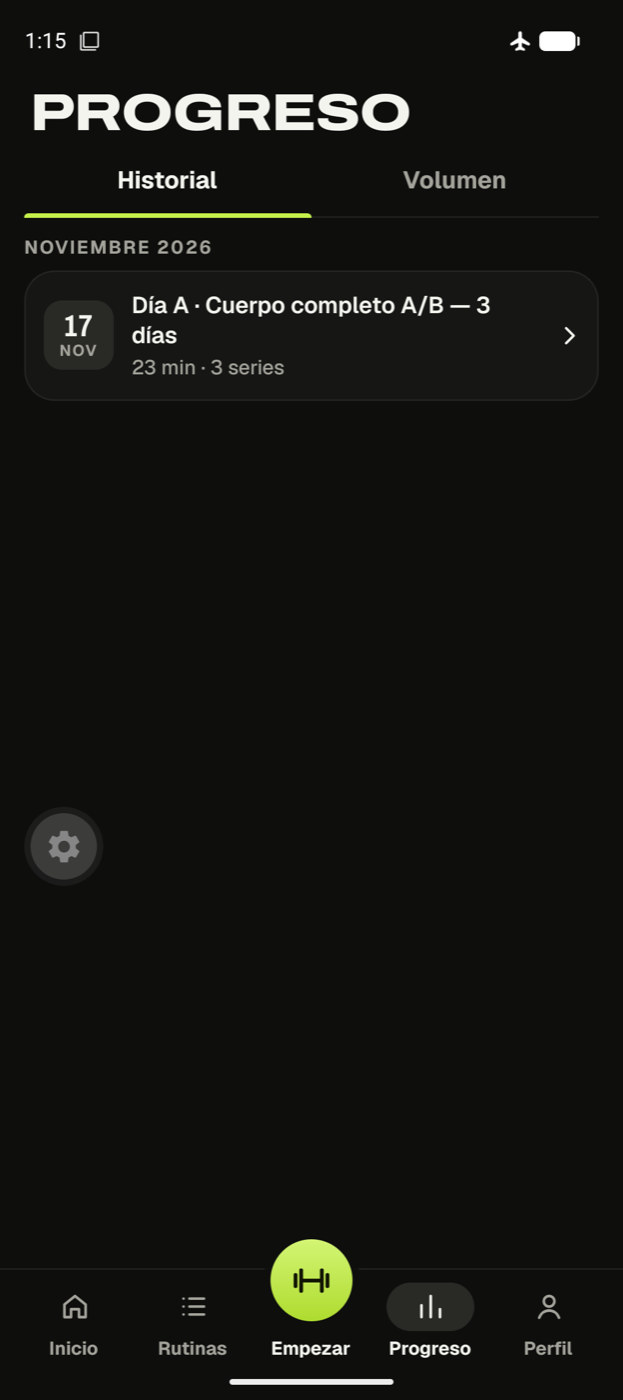 1:15
PROGRESO
Historial
Volumen
NOVIEMBRE 2026
17
NOV
Día A · Cuerpo completo A/B — 3
días
23 min · 3 series
Inicio
Rutinas
Empezar
Progreso
Perfil